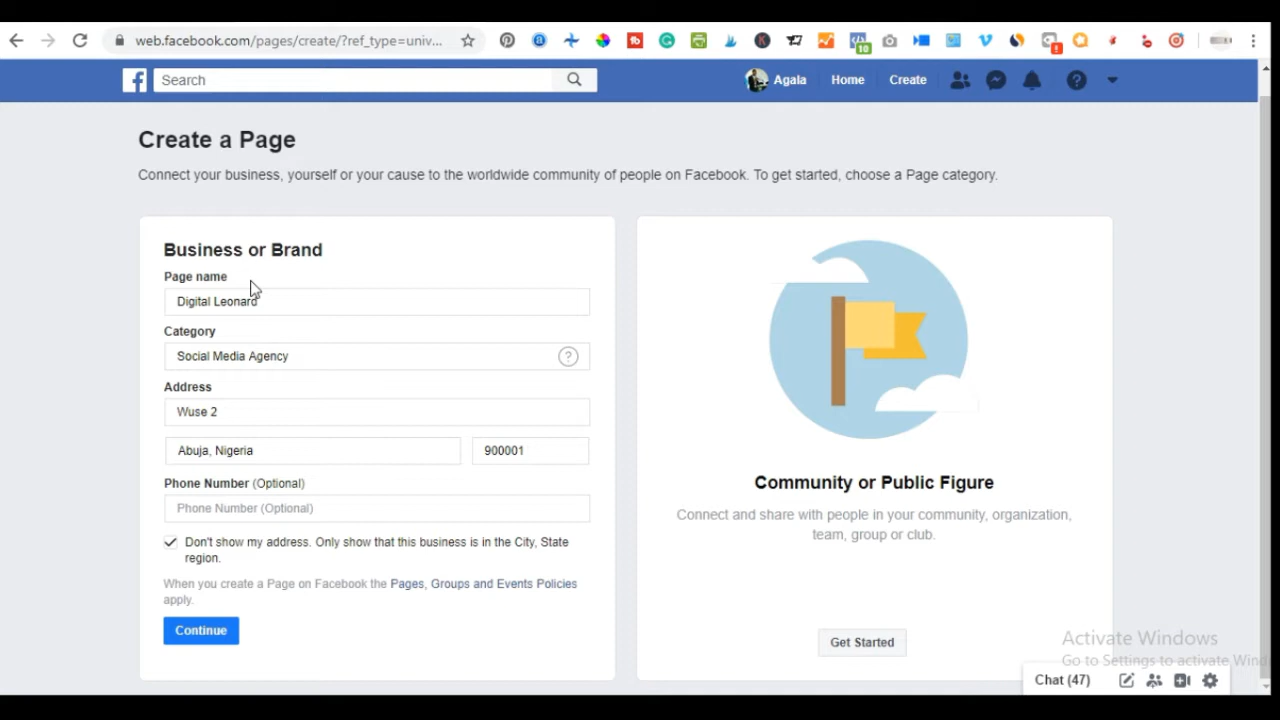 web.facebook.com/pages/create/?ref_type=univ...
10
Search
Agala
Home
Create
Create a Page
Connect your business, yourself or your cause to the worldwide community of people on Facebook. To get started, choose a Page category.
Business or Brand
Page name
Digital Leonard
Category
Social Media Agency
?
Address
Wuse 2
Abuja, Nigeria
900001
Phone Number (Optional)
Phone Number (Optional)
Don't show my address. Only show that this business is in the City, State
region.
When you create a Page on Facebook the Pages, Groups and Events Policies
apply.
Continue
Community or Public Figure
Connect and share with people in your community, organization,
team, group or club.
Get Started
Activate Windows
Go to Settings to activate Wind
Chat (47)